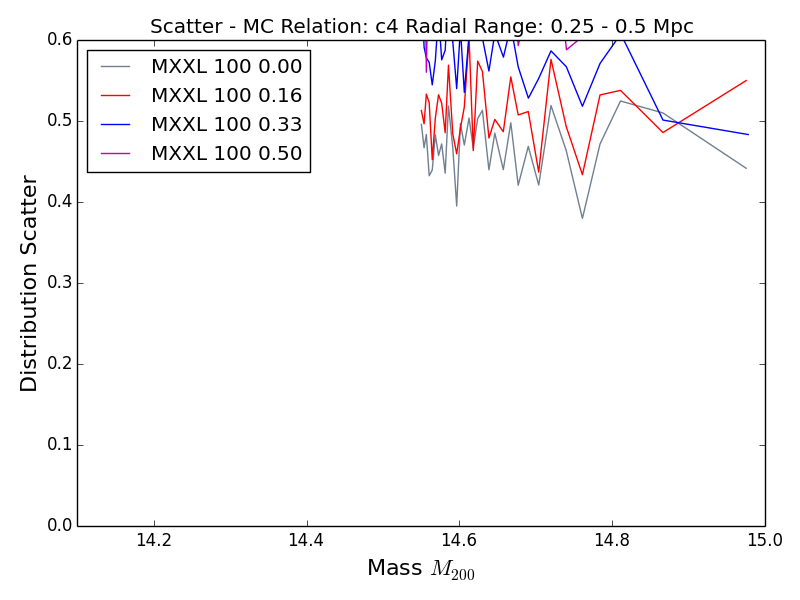 Scatter - MC Relation: c4 Radial Range: 0.25 - 0.5 Mpc
MXXL 100 0.00
MXXL 100 0.16
MXXL 100 0.33
MXXL 100 0.50
Distribution Scatter
0.6
0.5
0.4
0.3
0.2
0.1
0.0
14.2 14.4 14.6 14.8 15.0
Mass M200